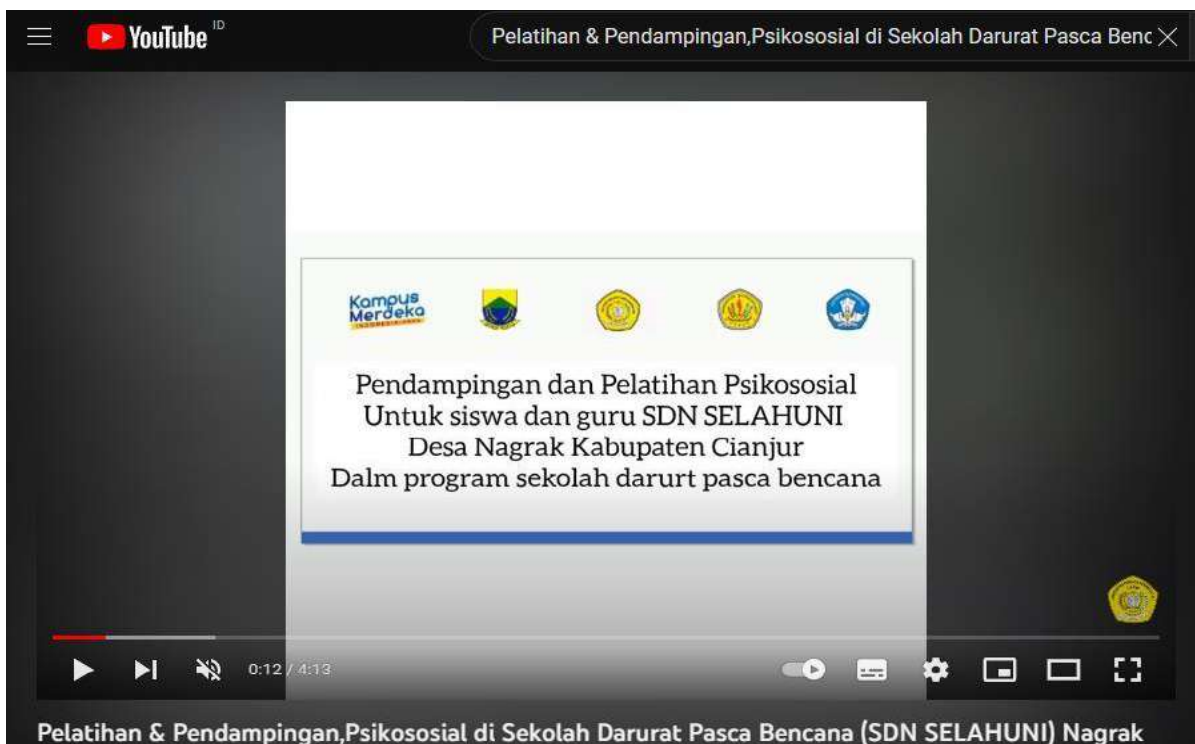 YouTube ID
Pelatihan & Pendampingan,Psikososial di Sekolah Darurat Pasca Benc
Kampus
Merdeka
Pendampingan dan Pelatihan Psikososial
Untuk siswa dan guru SDN SELAHUNI
Desa Nagrak Kabupaten Cianjur
Dalm program sekolah darurt pasca bencana
0:12 / 4:13
Pelatihan & Pendampingan,Psikososial di Sekolah Darurat Pasca Bencana (SDN SELAHUNI) Nagrak